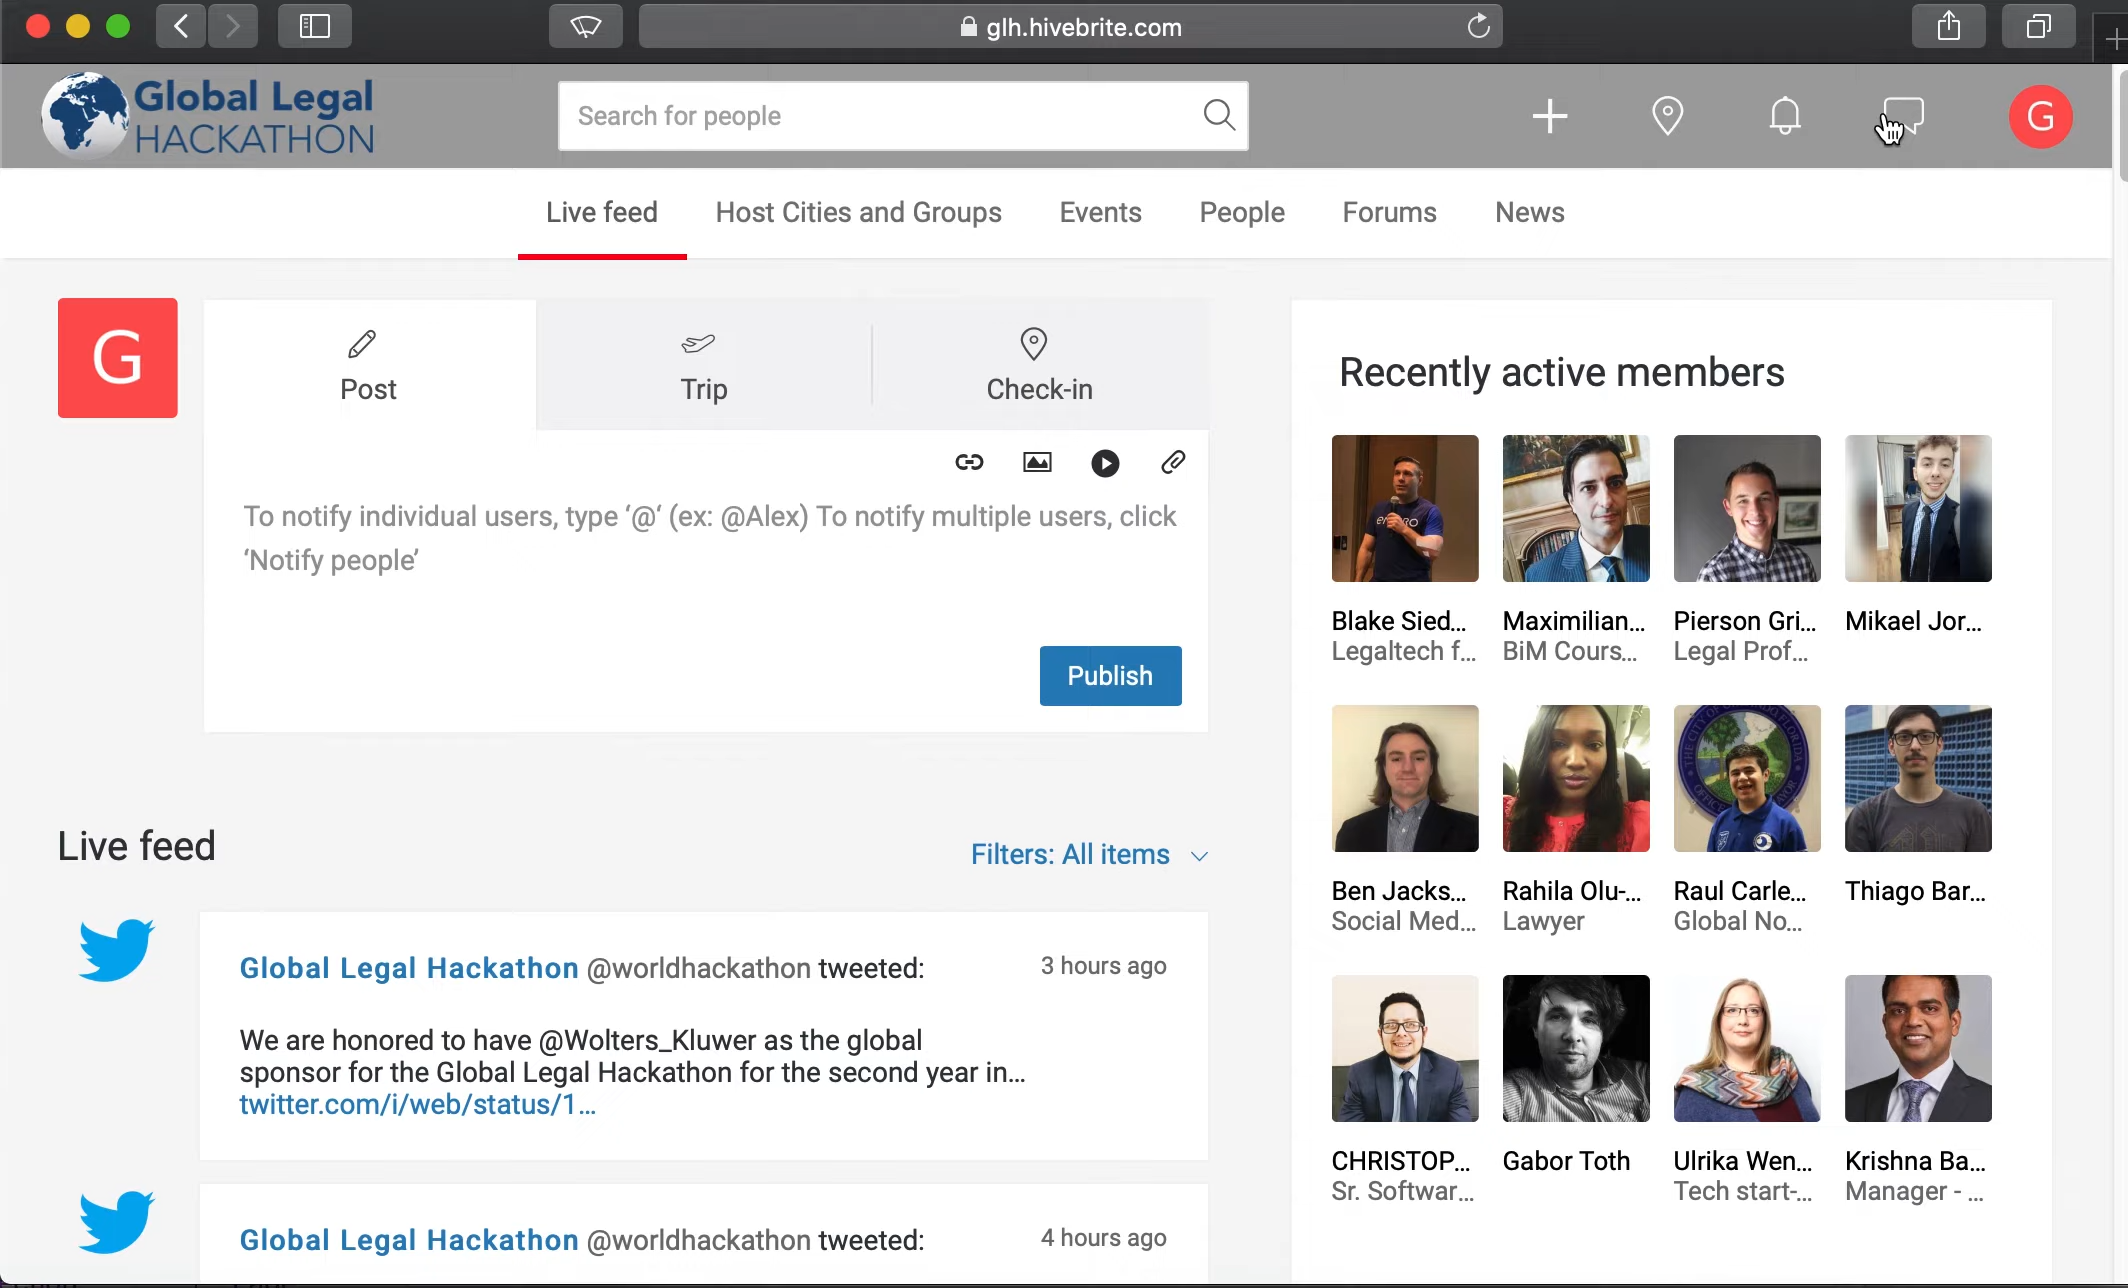 glh.hivebrite.com
Global Legal
HACKATHON
Search for people
G
Live feed
Host Cities and Groups
Events
People
Forums
News
G
Post
Trip
Check-in
To notify individual users, type ‘@‘ (ex: @Alex) To notify multiple users, click
‘Notify people’
Publish
Live feed
Filters: All items
Global Legal Hackathon @worldhackathon tweeted:
3 hours ago
We are honored to have @Wolters_Kluwer as the global
sponsor for the Global Legal Hackathon for the second year in...
twitter.com/i/web/status/1...
Global Legal Hackathon @worldhackathon tweeted:
4 hours ago
Recently active members
Blake Sied...
Legaltech f...
Maximilian...
BiM Cours...
Pierson Gri...
Legal Prof...
Mikael Jor...
Ben Jacks...
Social Med...
Rahila Olu-...
Lawyer
Raul Carle...
Global No...
Thiago Bar...
CHRISTOP...
Sr. Softwar...
Gabor Toth
Ulrika Wen...
Tech start-...
Krishna Ba...
Manager - ...